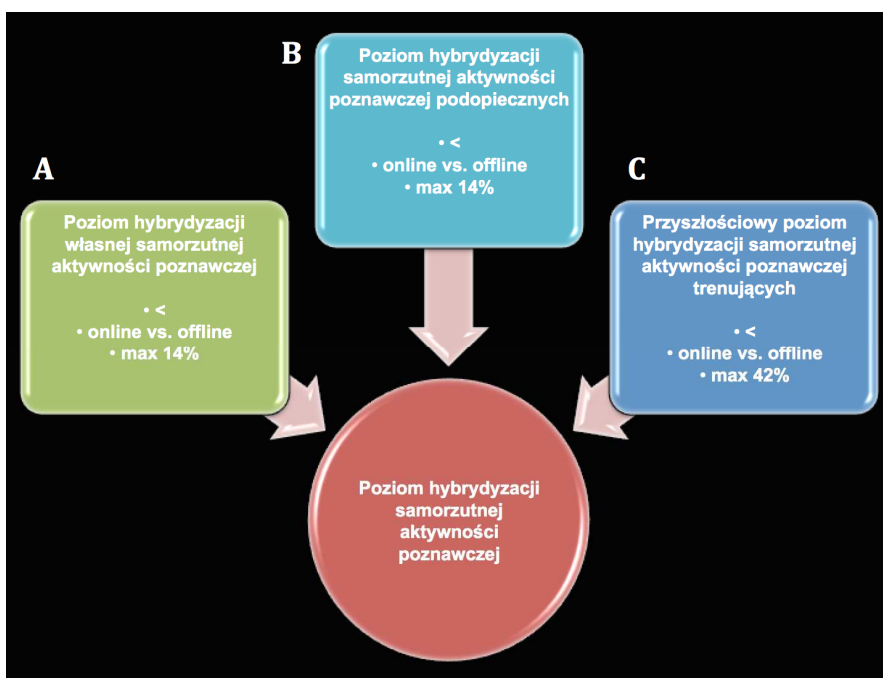 A
Poziom hybrydyzacji
własnej samorzutnej
aktywności poznawczej
• <
• online vs. offline
• max 14%
B
Poziom hybrydyzacji
samorzutnej aktywności
poznawczej podopiecznych
• <
• online vs. offline
• max 14%
C
Przyszłościowy poziom
hybrydyzacji samorzutnej
aktywności poznawczej
trenujących
• <
• online vs. offline
• max 42%
Poziom hybrydyzacji
samorzutnej
aktywności
poznawczej